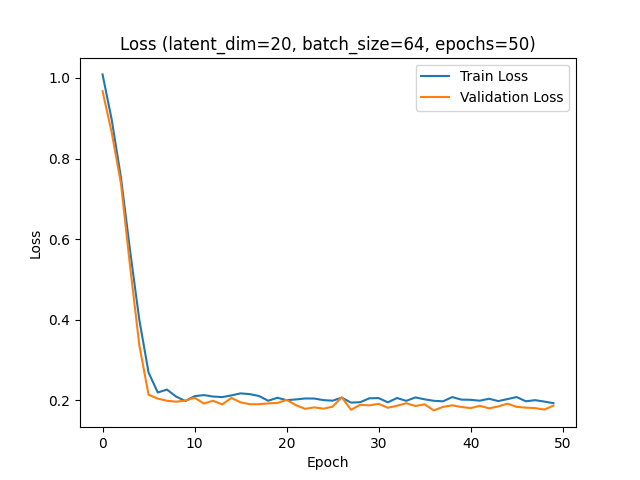 Loss (latent_dim=20, batch_size=64, epochs=50)
Train Loss
Validation Loss
1.0
0.8
0.6
0.4
0.2
Loss
0 10 20 30 40 50
Epoch